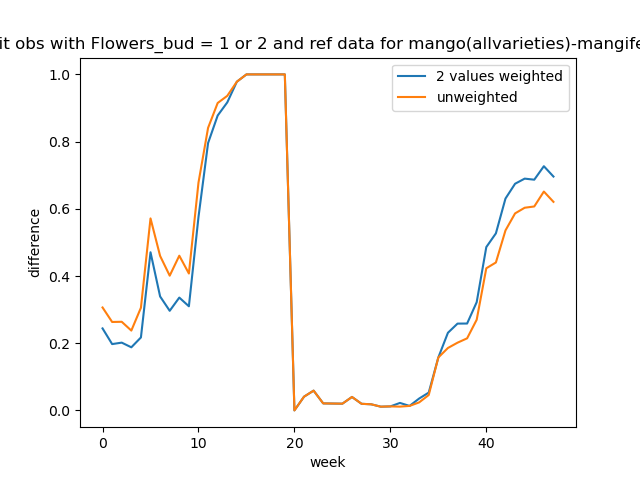 it obs with Flowers_bud = 1 or 2 and ref data for mango(allvarieties)-mangife
2 values weighted
unweighted
1.0
0.8
0.6
0.4
0.2
0.0
difference
0 10 20 30 40
week